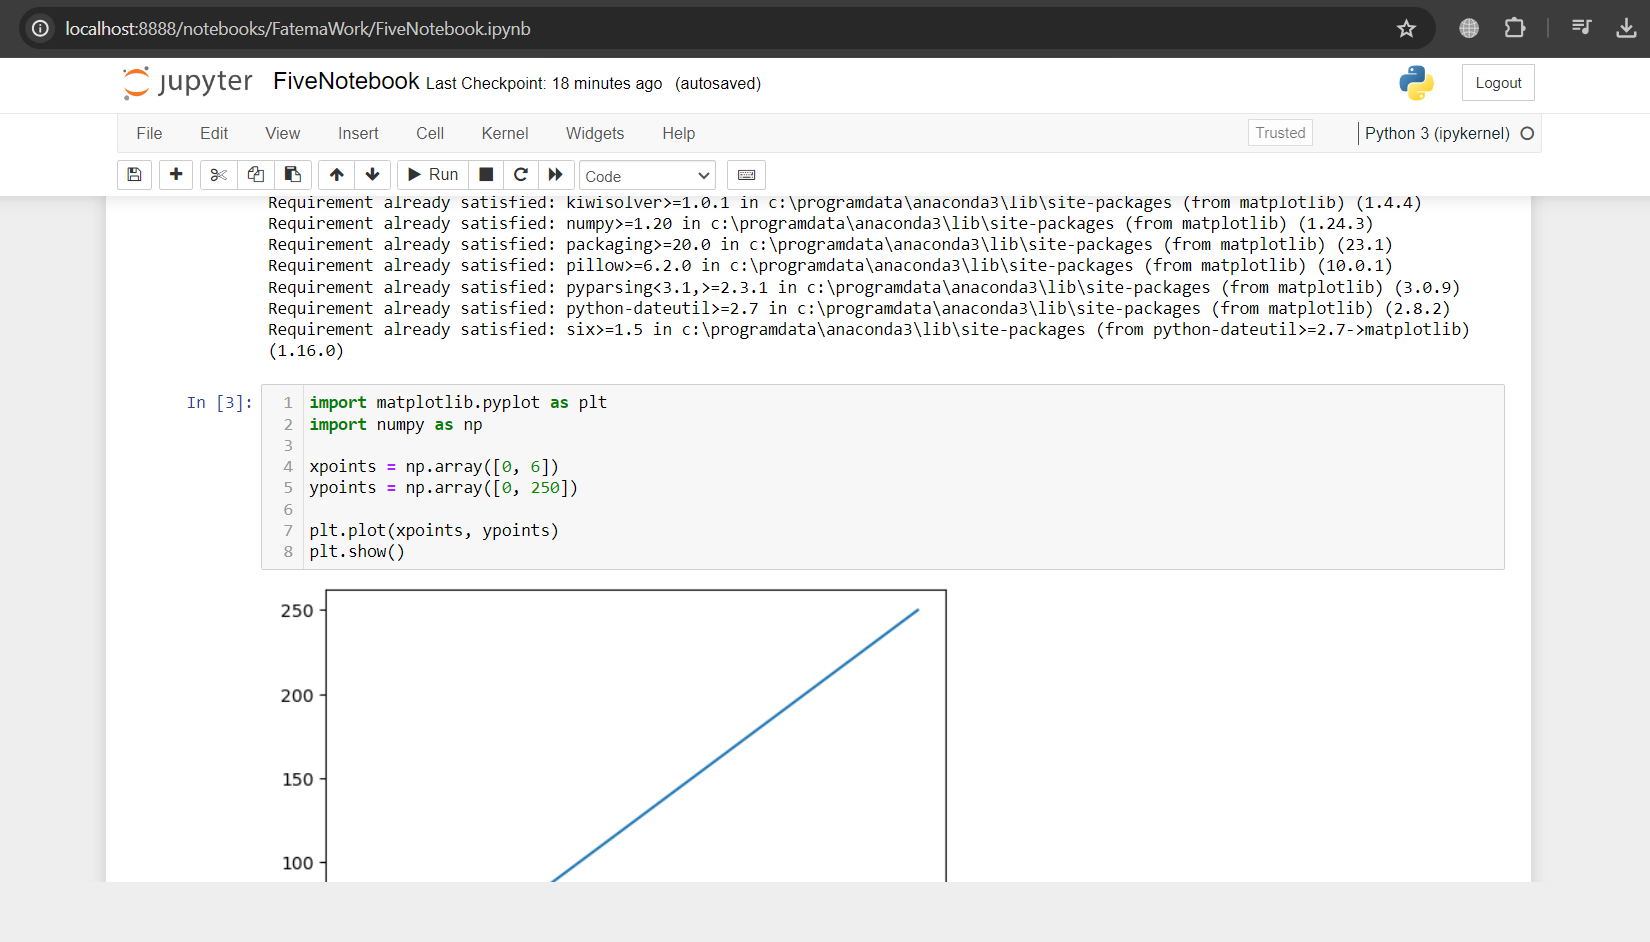 localhost:8888/notebooks/FatemaWork/FiveNotebook.ipynb
jupyter FiveNotebook Last Checkpoint: 18 minutes ago (autosaved) Logout
File Edit View Insert Cell Kernel Widgets Help Trusted Python 3 (ipykernel)
Run Code
Requirement already satisfied: kiwisolver>=1.0.1 in c:\programdata\anaconda3\lib\site-packages (from matplotlib) (1.4.4)
Requirement already satisfied: numpy>=1.20 in c:\programdata\anaconda3\lib\site-packages (from matplotlib) (1.24.3)
Requirement already satisfied: packaging>=20.0 in c:\programdata\anaconda3\lib\site-packages (from matplotlib) (23.1)
Requirement already satisfied: pillow>=6.2.0 in c:\programdata\anaconda3\lib\site-packages (from matplotlib) (10.0.1)
Requirement already satisfied: pyparsing<3.1,>=2.3.1 in c:\programdata\anaconda3\lib\site-packages (from matplotlib) (3.0.9)
Requirement already satisfied: python-dateutil>=2.7 in c:\programdata\anaconda3\lib\site-packages (from matplotlib) (2.8.2)
Requirement already satisfied: six>=1.5 in c:\programdata\anaconda3\lib\site-packages (from python-dateutil>=2.7->matplotlib)
(1.16.0)
In [3]: 1 import matplotlib.pyplot as plt
2 import numpy as np
3
4 xpoints = np.array([0, 6])
5 ypoints = np.array([0, 250])
6
7 plt.plot(xpoints, ypoints)
8 plt.show()
250
200
150
100